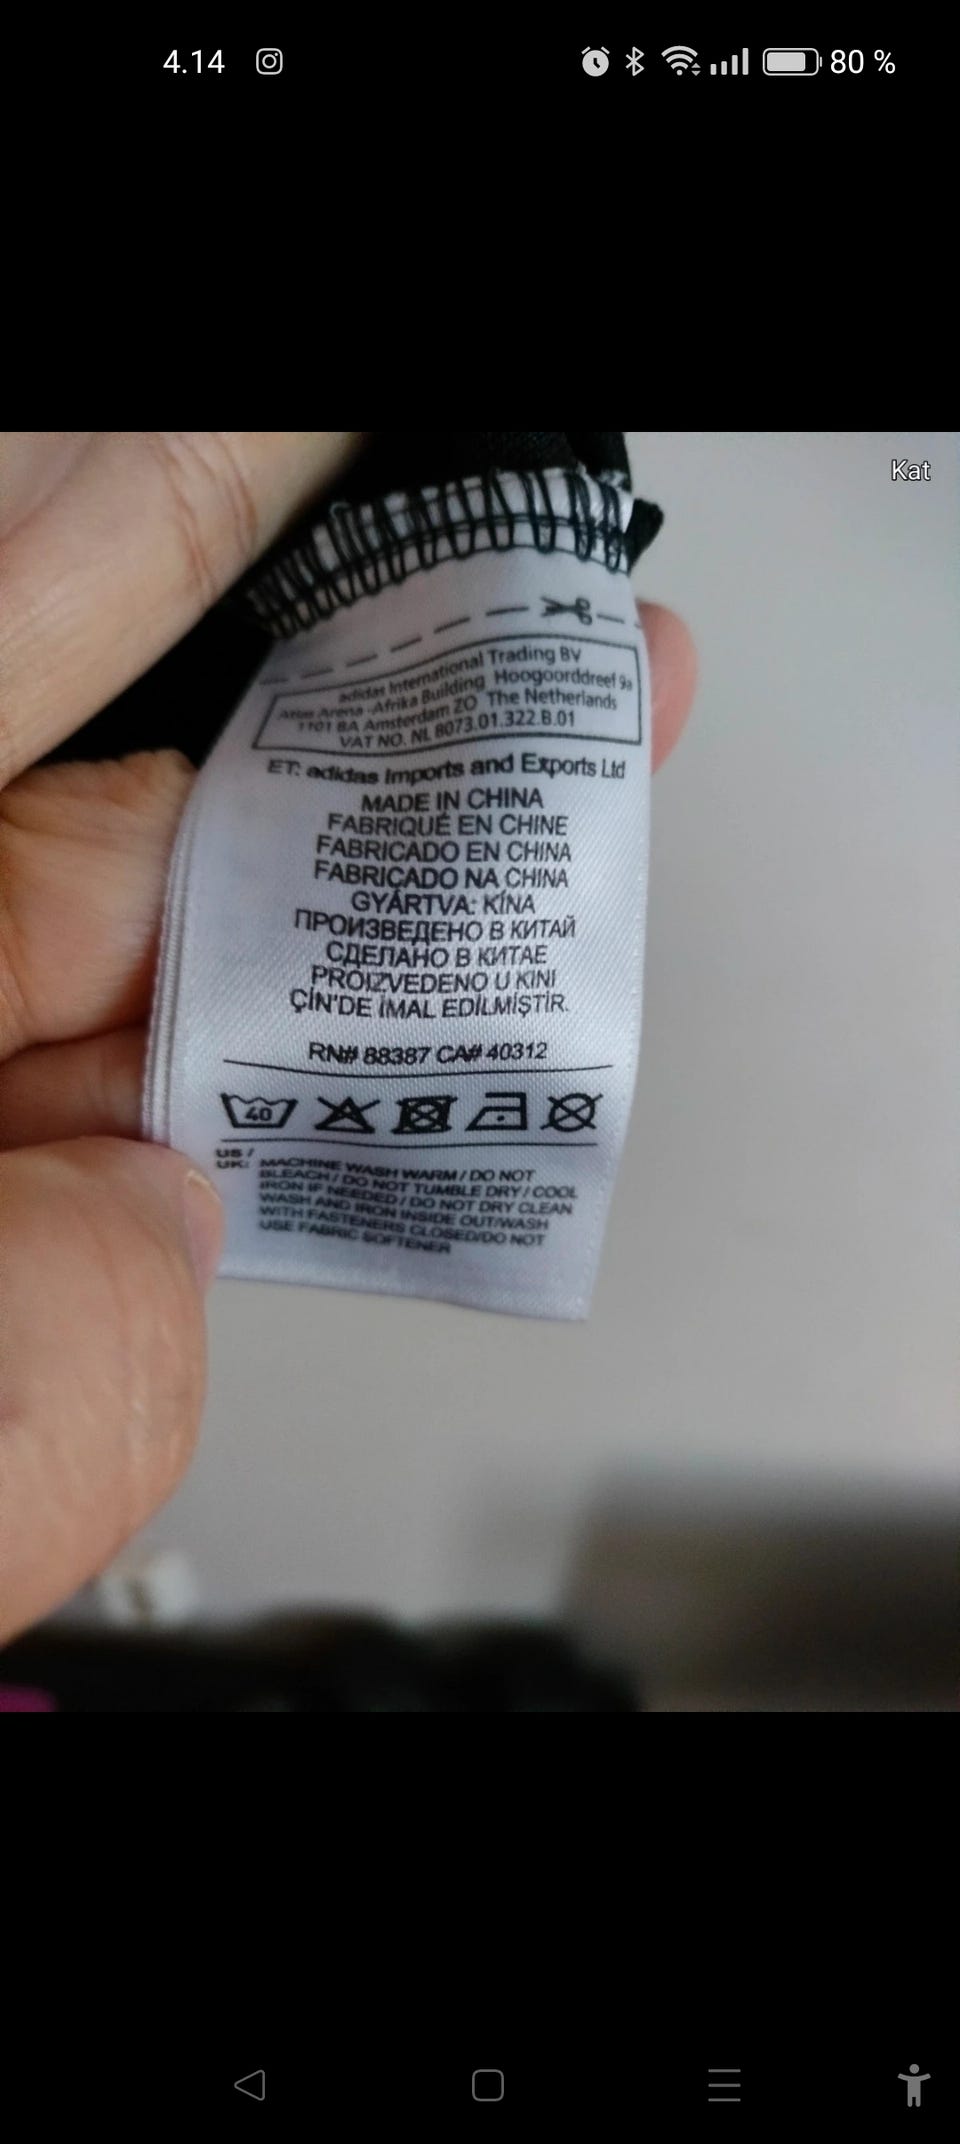 4.14 80 %
Kat
adidas International Trading BV
Atlas Arena -Afrika Building Hoogoorddreef 9a
1101 BA Amsterdam ZO The Netherlands
VAT NO. NL 8073.01.322.B.01
ET: adidas Imports and Exports Ltd
MADE IN CHINA
FABRIQUÉ EN CHINE
FABRICADO EN CHINA
FABRICADO NA CHINA
GYÁRTVA: KÍNA
ПРОИЗВЕДЕНО В КИТАЙ
СДЕЛАНО В КИТАЕ
PROIZVEDENO U KINI
ÇİN'DE İMAL EDİLMİŞTİR.
RN# 88387 CA# 40312
40
US /
UK: MACHINE WASH WARM / DO NOT
BLEACH / DO NOT TUMBLE DRY / COOL
IRON IF NEEDED / DO NOT DRY CLEAN
WASH AND IRON INSIDE OUT/WASH
WITH FASTENERS CLOSED/DO NOT
USE FABRIC SOFTENER